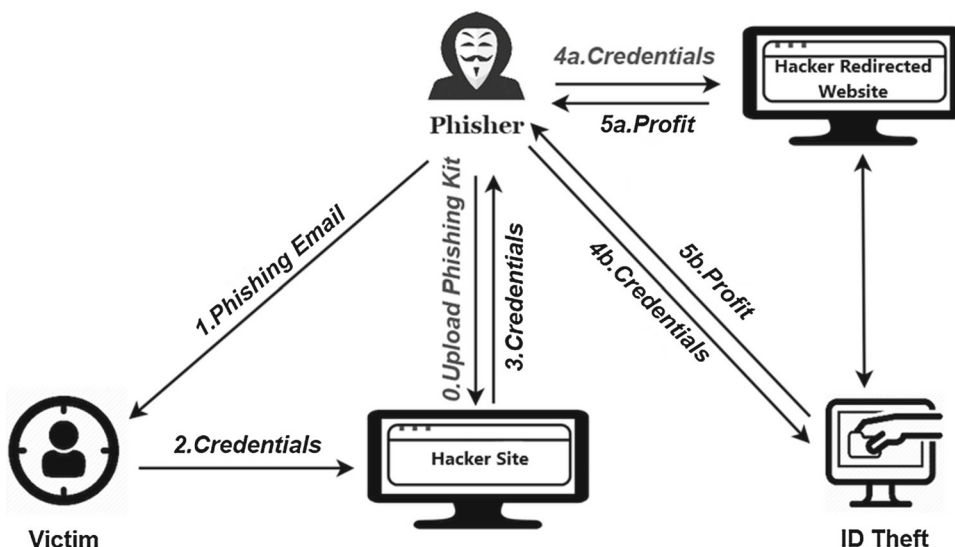 4a.Credentials
Hacker Redirected
Website
5a.Profit
Phisher
1.Phishing Email
0.Upload Phishing Kit
3.Credentials
5b.Profit
4b.Credentials
2.Credentials
Hacker Site
Victim
ID Theft